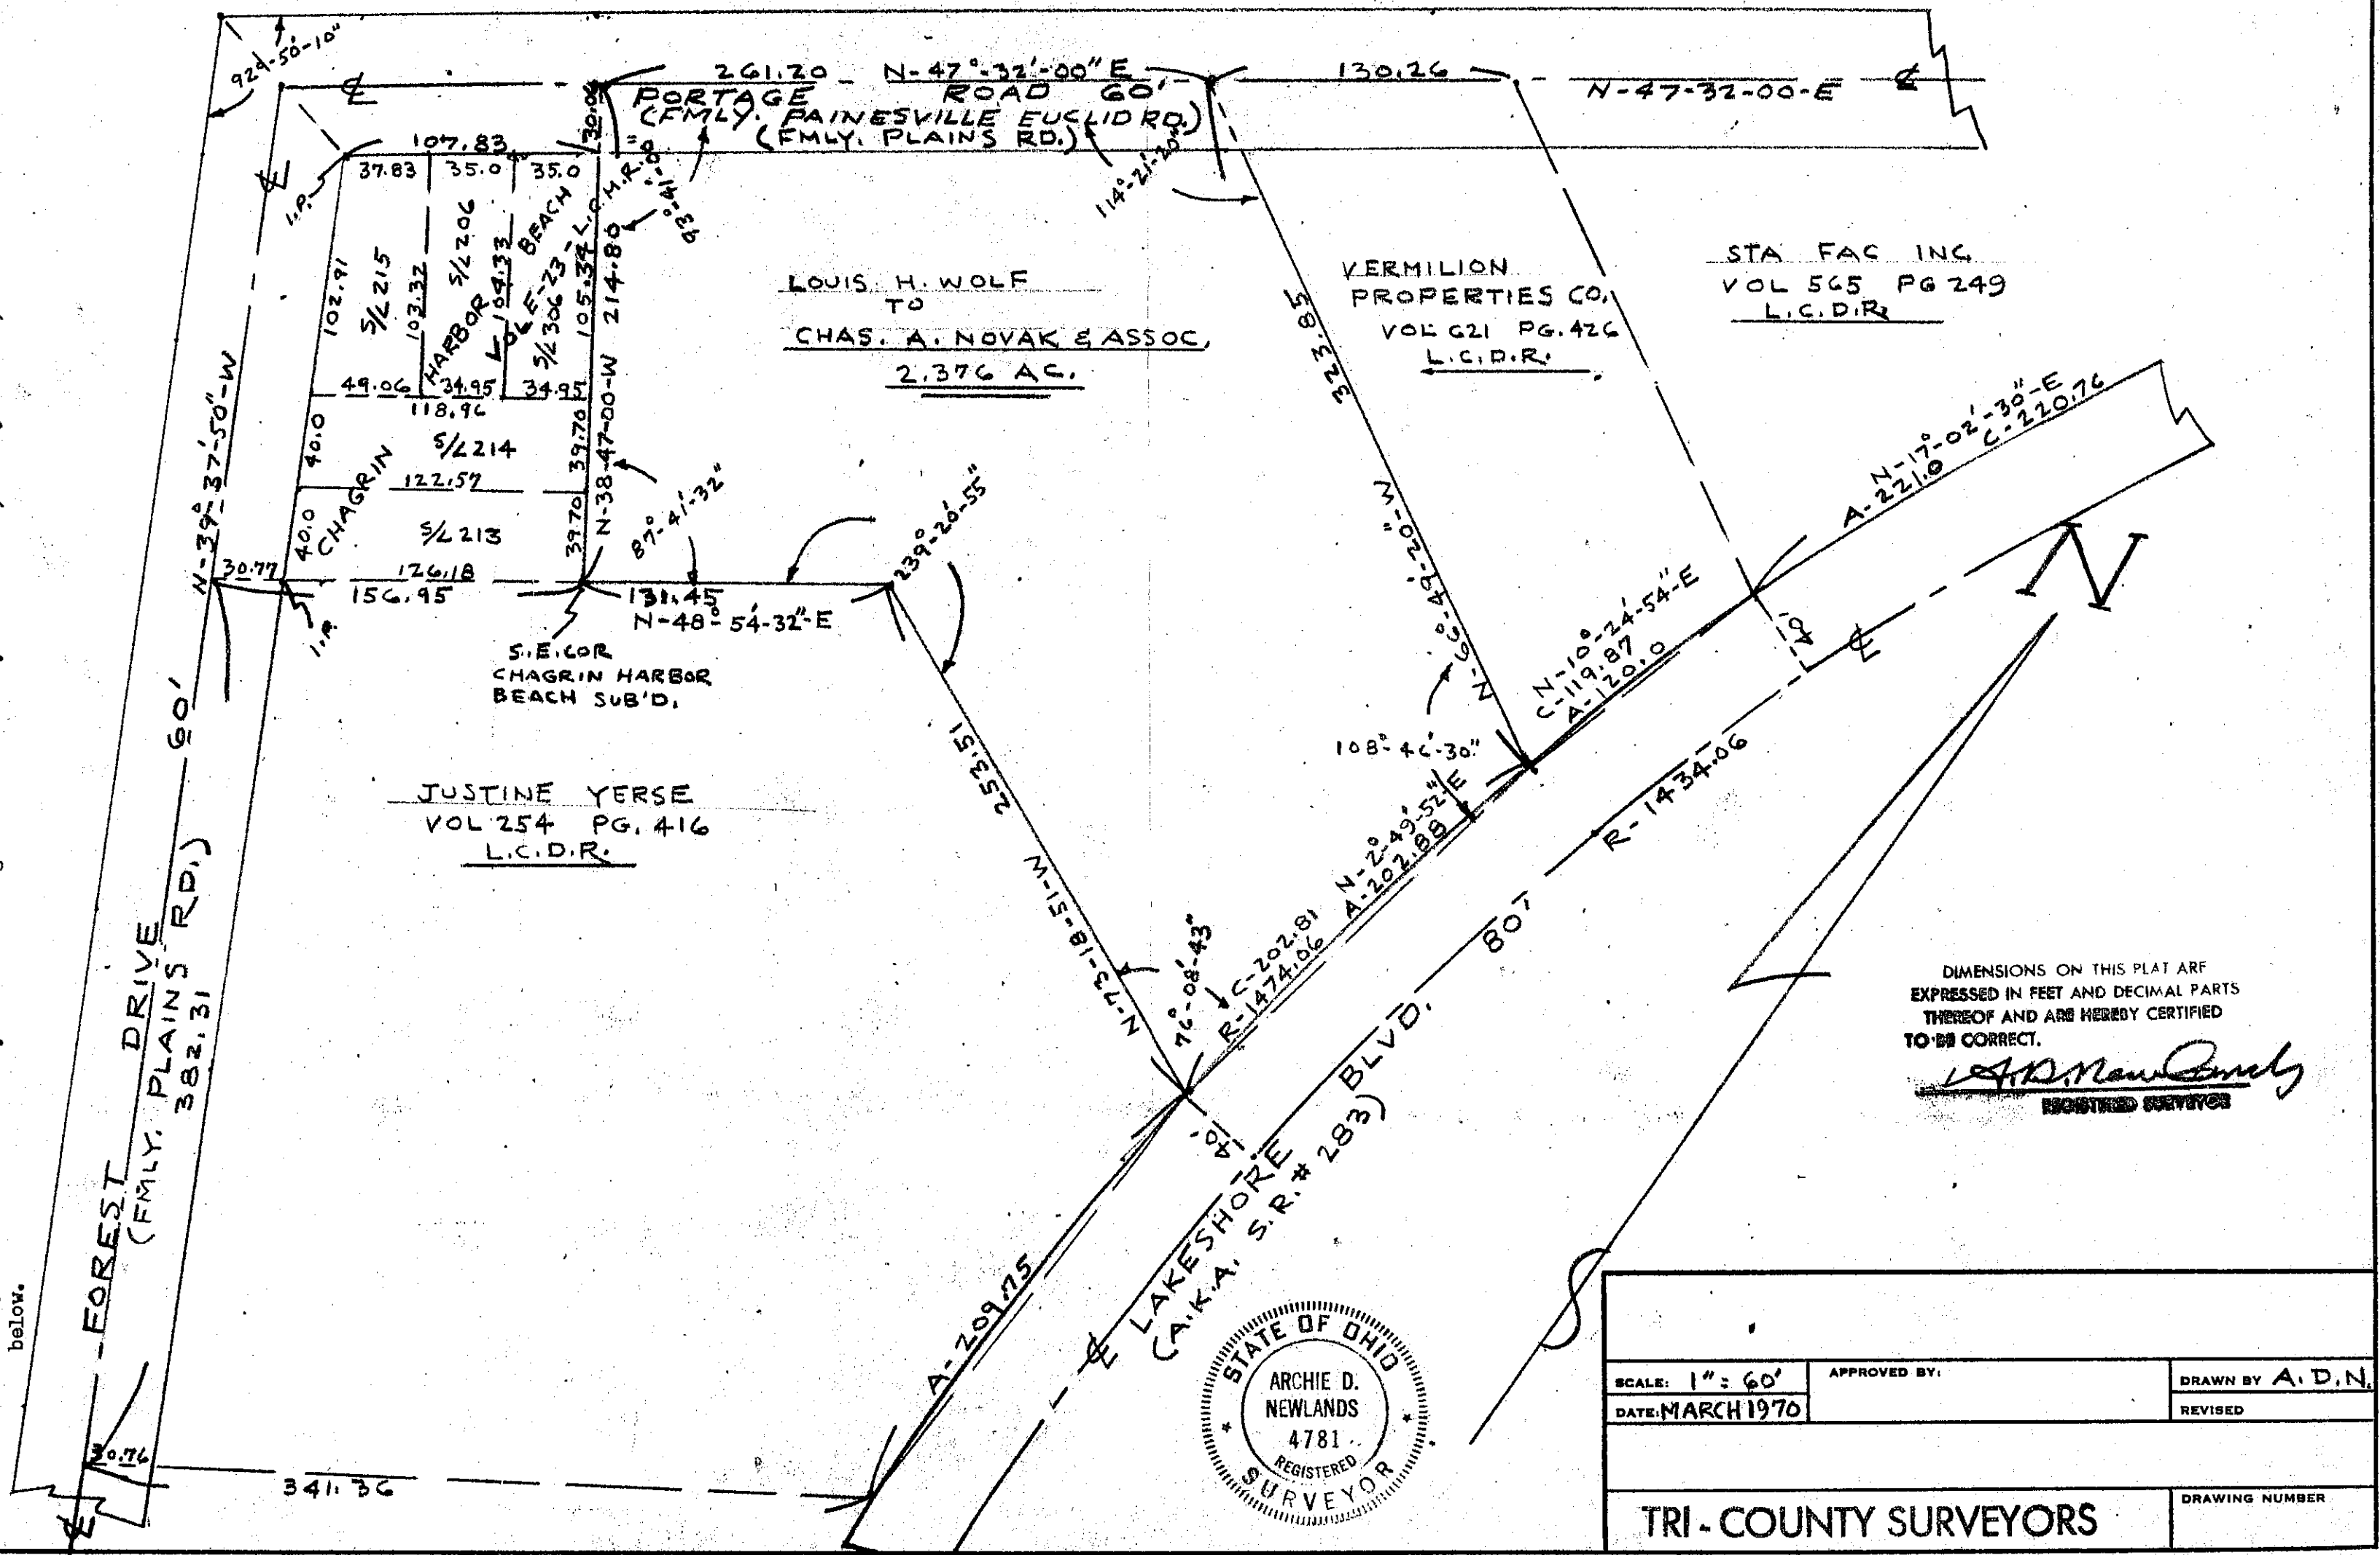 92°-50'-10"
℄
261.20
N-47°-32'-00" E
130.26
N-47-32-00-E ℄
PORTAGE ROAD 60'
(FMLY. PAINESVILLE EUCLID RD.)
(FMLY. PLAINS RD.)
30.06
107.83
37.83 35.0 35.0
I.P.
℄
93°-41'-00"
114°-21'-20"
102.91
S/L 215
103.32
S/L 206
104.33
S/L 306
105.34
214.80
HARBOR BEACH
CHAGRIN
L.C.M.R.
49.06 34.95 34.95
118.96
40.0
S/L 214
39.70
122.57
40.0
S/L 213
39.70
N-38-47-00-W
30.77
126.18
156.95
I.P.
N-39°-37'-50"-W
LOUIS H. WOLF
TO
CHAS. A. NOVAK & ASSOC.
2.376 AC.
VERMILION
PROPERTIES CO.
VOL 621 PG. 426
L.C.D.R.
STA FAC INC
VOL 565 PG 249
L.C.D.R.
323.85
N-66°-49'-20"-W
87°-41'-32"
239°-20'-55"
131.45
N-48°-54'-32"-E
S.E. COR
CHAGRIN HARBOR
BEACH SUB'D.
N-17°-02'-30"-E
C-220.76
A-221.0
N-10°-24'-54"-E
C-119.87
A-120.0
40'
℄
108°-46'-30"
N-2°-49'-52"-E
A-202.88
C-202.81
R-1474.06
R-1434.06
80'
253.51
N-73-18-51-W
76°-08'-43"
JUSTINE YERSE
VOL 254 PG. 416
L.C.D.R.
N
S
FOREST DRIVE 60'
(FMLY. PLAINS RD.)
382.31
below.
40'
℄ LAKESHORE BLVD.
(A.K.A. S.R. # 283)
A-209.75
30.76
341.36
℄
DIMENSIONS ON THIS PLAT ARE
EXPRESSED IN FEET AND DECIMAL PARTS
THEREOF AND ARE HEREBY CERTIFIED
TO BE CORRECT.
REGISTERED SURVEYOR
STATE OF OHIO
ARCHIE D.
NEWLANDS
4781
REGISTERED
SURVEYOR
SCALE: 1" = 60'
APPROVED BY:
DRAWN BY A.D.N.
DATE: MARCH 1970
REVISED
TRI-COUNTY SURVEYORS
DRAWING NUMBER